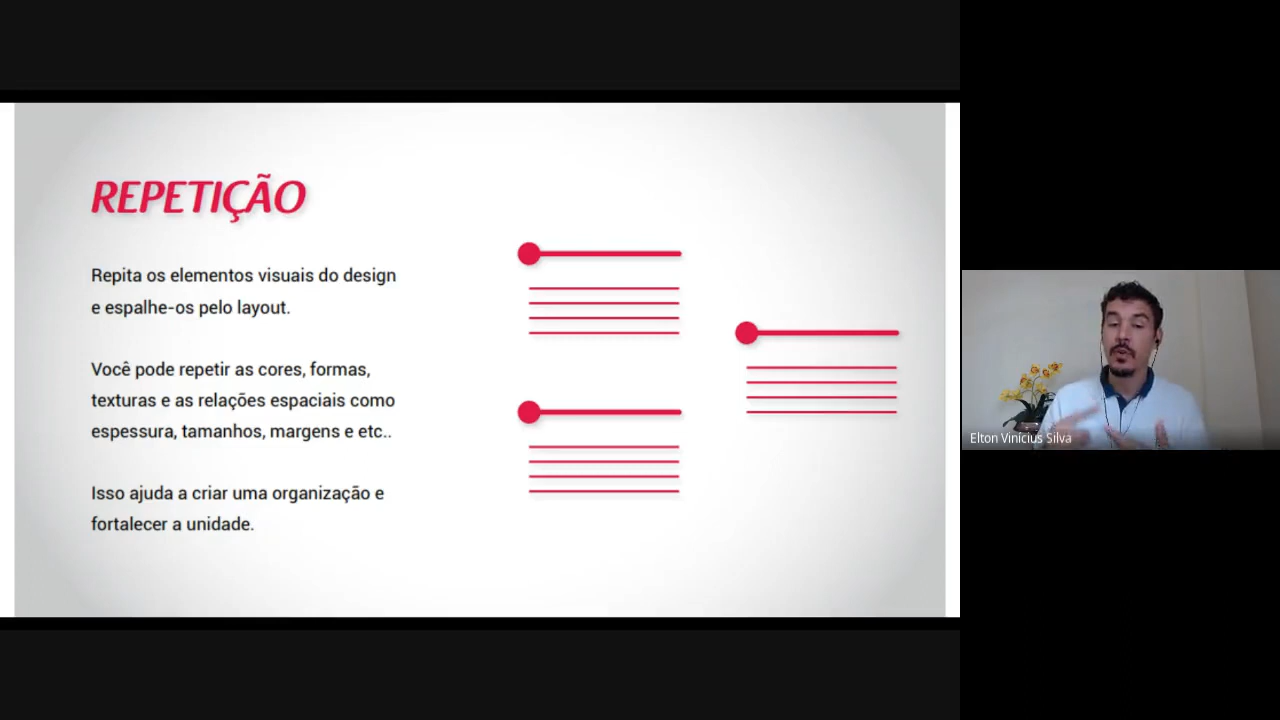 REPETIÇÃO
Repita os elementos visuais do design
e espalhe-os pelo layout.
Você pode repetir as cores, formas,
texturas e as relações espaciais como
espessura, tamanhos, margens e etc..
Isso ajuda a criar uma organização e
fortalecer a unidade.
Elton Vinícius Silva